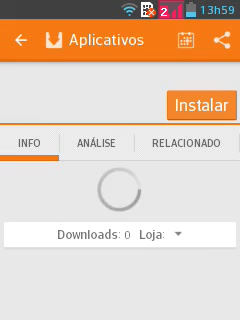 2 13h59
Aplicativos
Instalar
INFO ANÁLISE RELACIONADO
Downloads: 0 Loja: